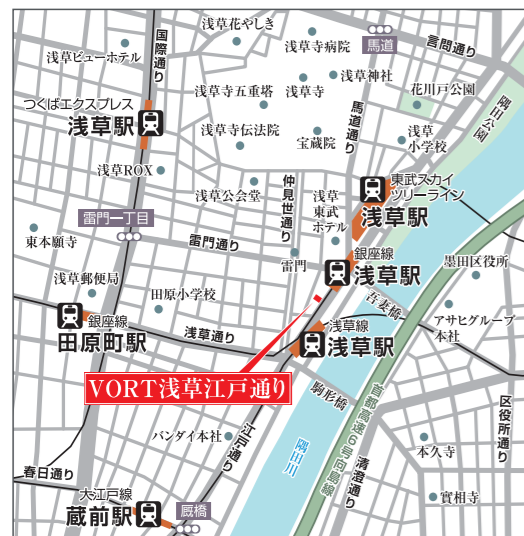 浅草花やしき
国際通り
浅草ビューホテル
浅草寺病院
馬道
言問通り
浅草寺五重塔
浅草寺
浅草神社
花川戸公園
隅田公園
つくばエクスプレス
浅草駅
馬道通り
浅草寺伝法院
宝蔵院
浅草
小学校
浅草ROX
浅草公会堂
仲見世通り
東武スカイ
ツリーライン
浅草駅
浅草
東武
ホテル
雷門一丁目
雷門通り
東本願寺
雷門
銀座線
浅草駅
墨田区役所
浅草郵便局
田原小学校
吾妻橋
アサヒグループ
本社
銀座線
田原町駅
浅草通り
浅草線
浅草駅
VORT浅草江戸通り
駒形橋
首都高速6号向島線
区役所通り
バンダイ本社
江戸通り
隅田川
清澄通り
本久寺
春日通り
大江戸線
蔵前駅
厩橋
實相寺